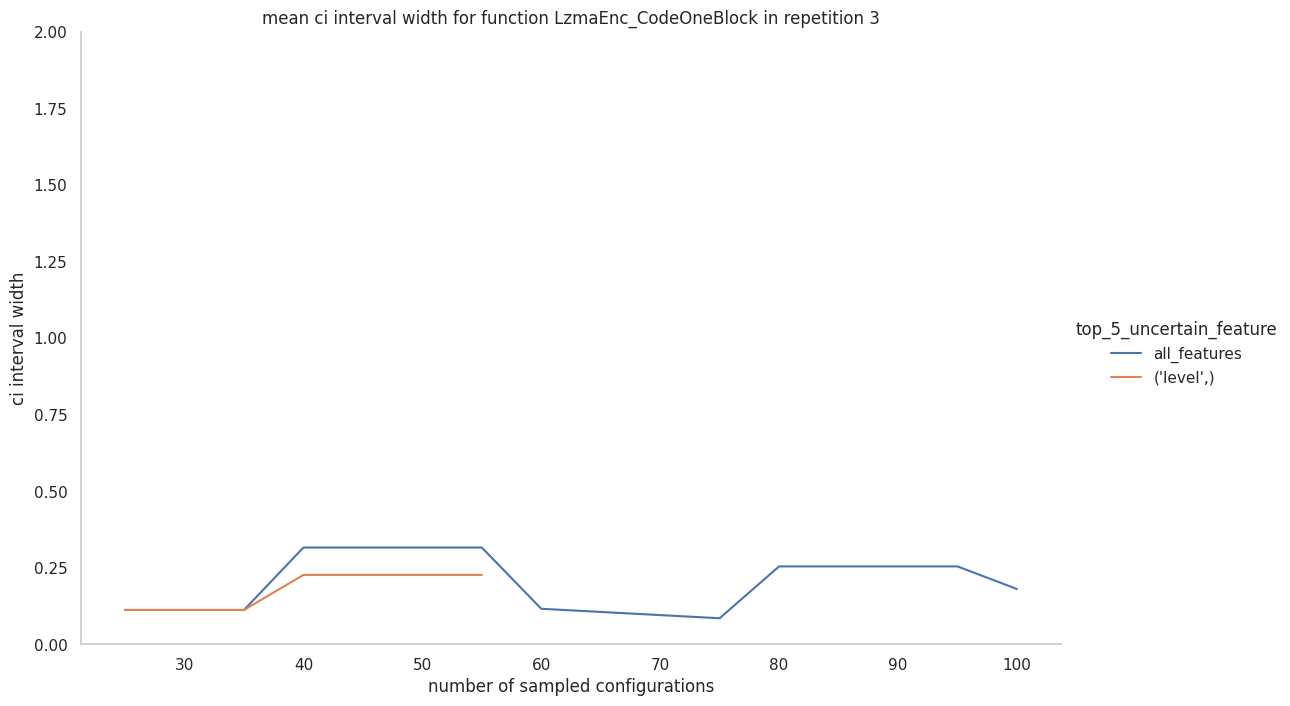 mean ci interval width for function LzmaEnc_CodeOneBlock in repetition 3
2.00
1.75
1.50
1.25
1.00
0.75
0.50
0.25
0.00
ci interval width
30 40 50 60 70 80 90 100
number of sampled configurations
top_5_uncertain_feature
all_features
('level',)